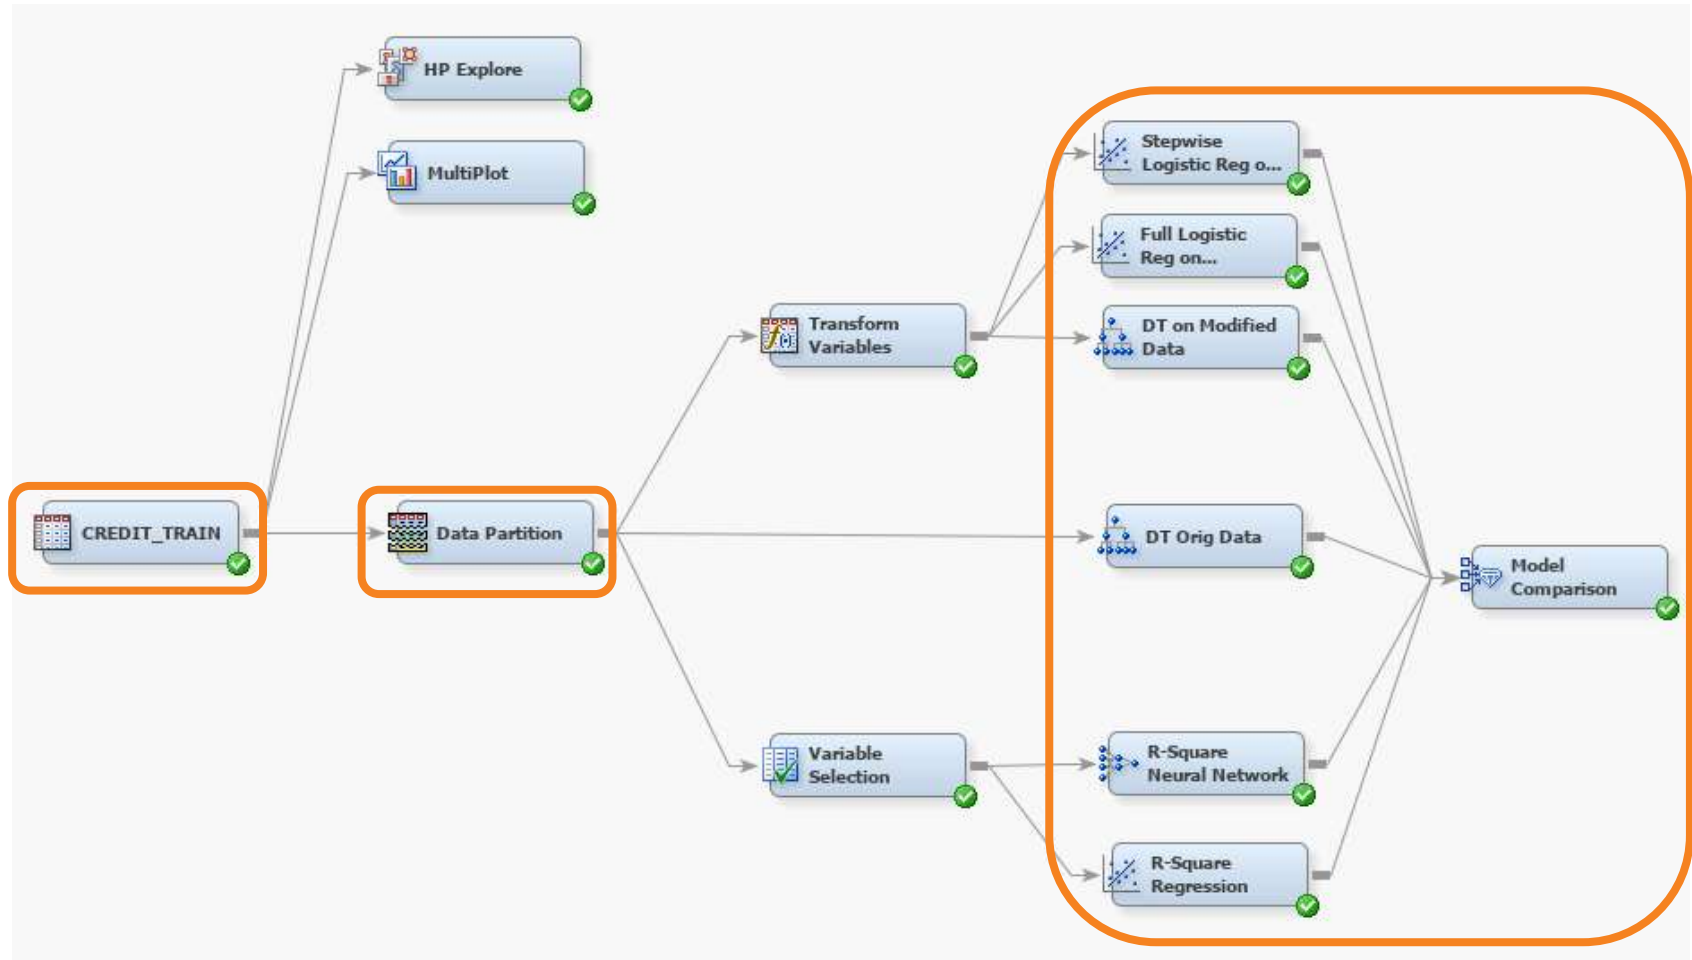 HP Explore
MultiPlot
Stepwise
Logistic Reg o...
Full Logistic
Reg on...
Transform
Variables
DT on Modified
Data
CREDIT_TRAIN
Data Partition
DT Orig Data
Model
Comparison
Variable
Selection
R-Square
Neural Network
R-Square
Regression